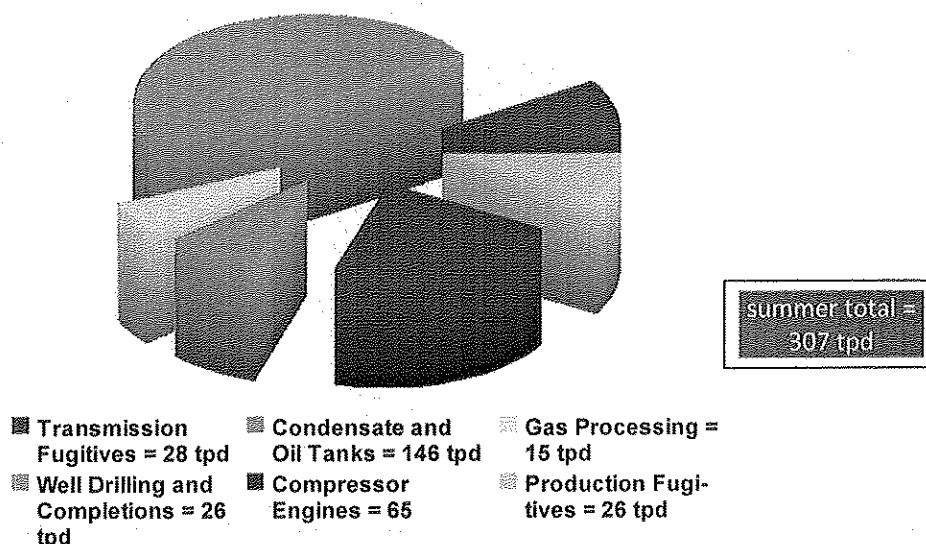 summer total =
307 tpd
Transmission
Fugitives = 28 tpd
Condensate and
Oil Tanks = 146 tpd
Gas Processing =
15 tpd
Well Drilling and
Completions = 26
tpd
Compressor
Engines = 65
Production Fugi-
tives = 26 tpd